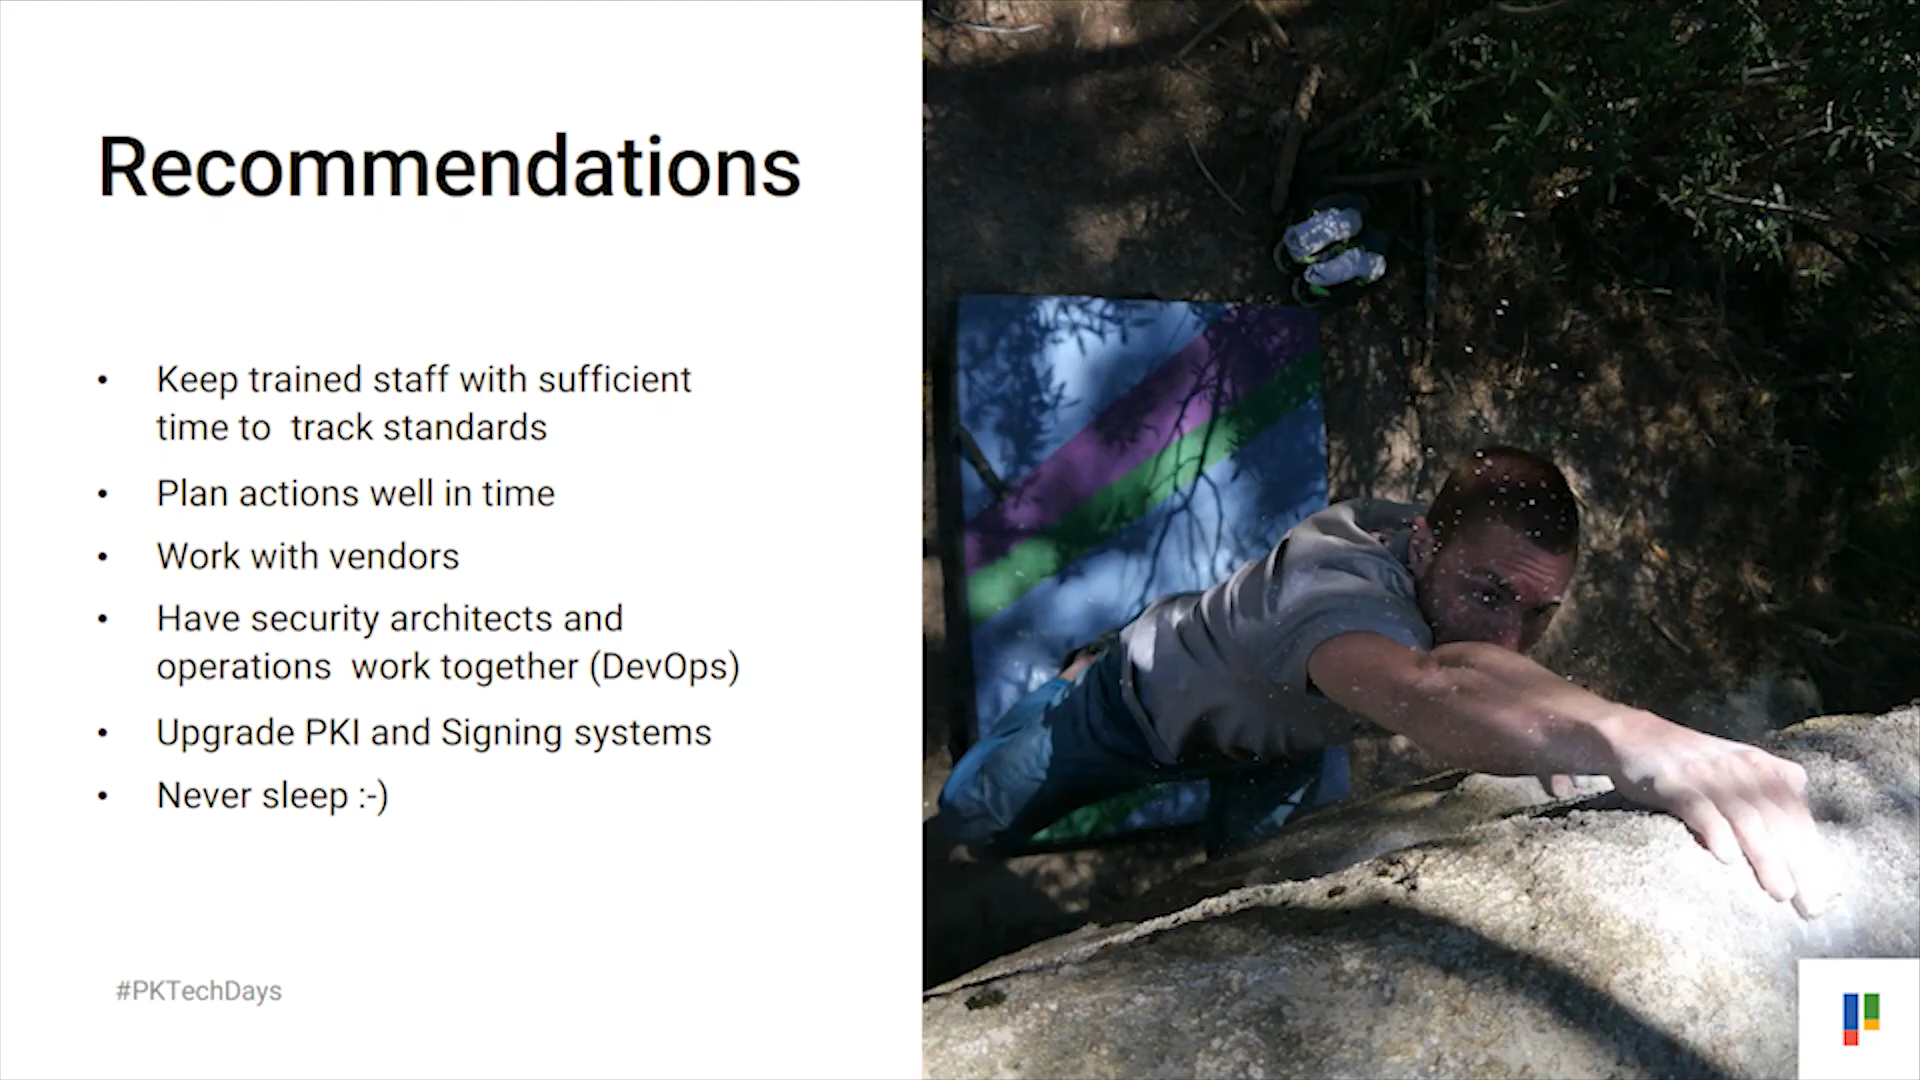 Recommendations
• Keep trained staff with sufficient
time to  track standards
• Plan actions well in time
• Work with vendors
• Have security architects and
operations  work together (DevOps)
• Upgrade PKI and Signing systems
• Never sleep :-)
#PKTechDays